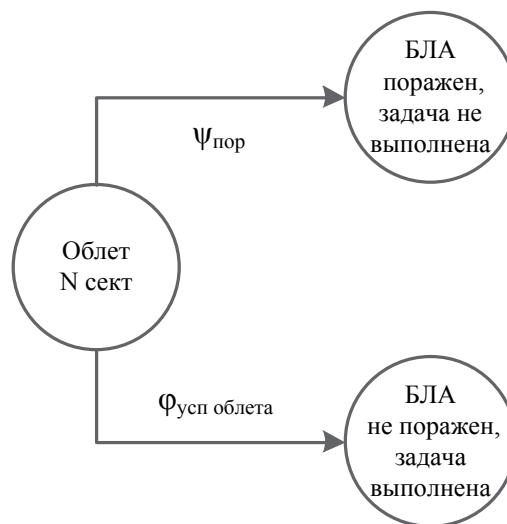 БЛА
поражен,
задача не
выполнена
ψпор
Облет
N сект
φусп облета
БЛА
не поражен,
задача
выполнена